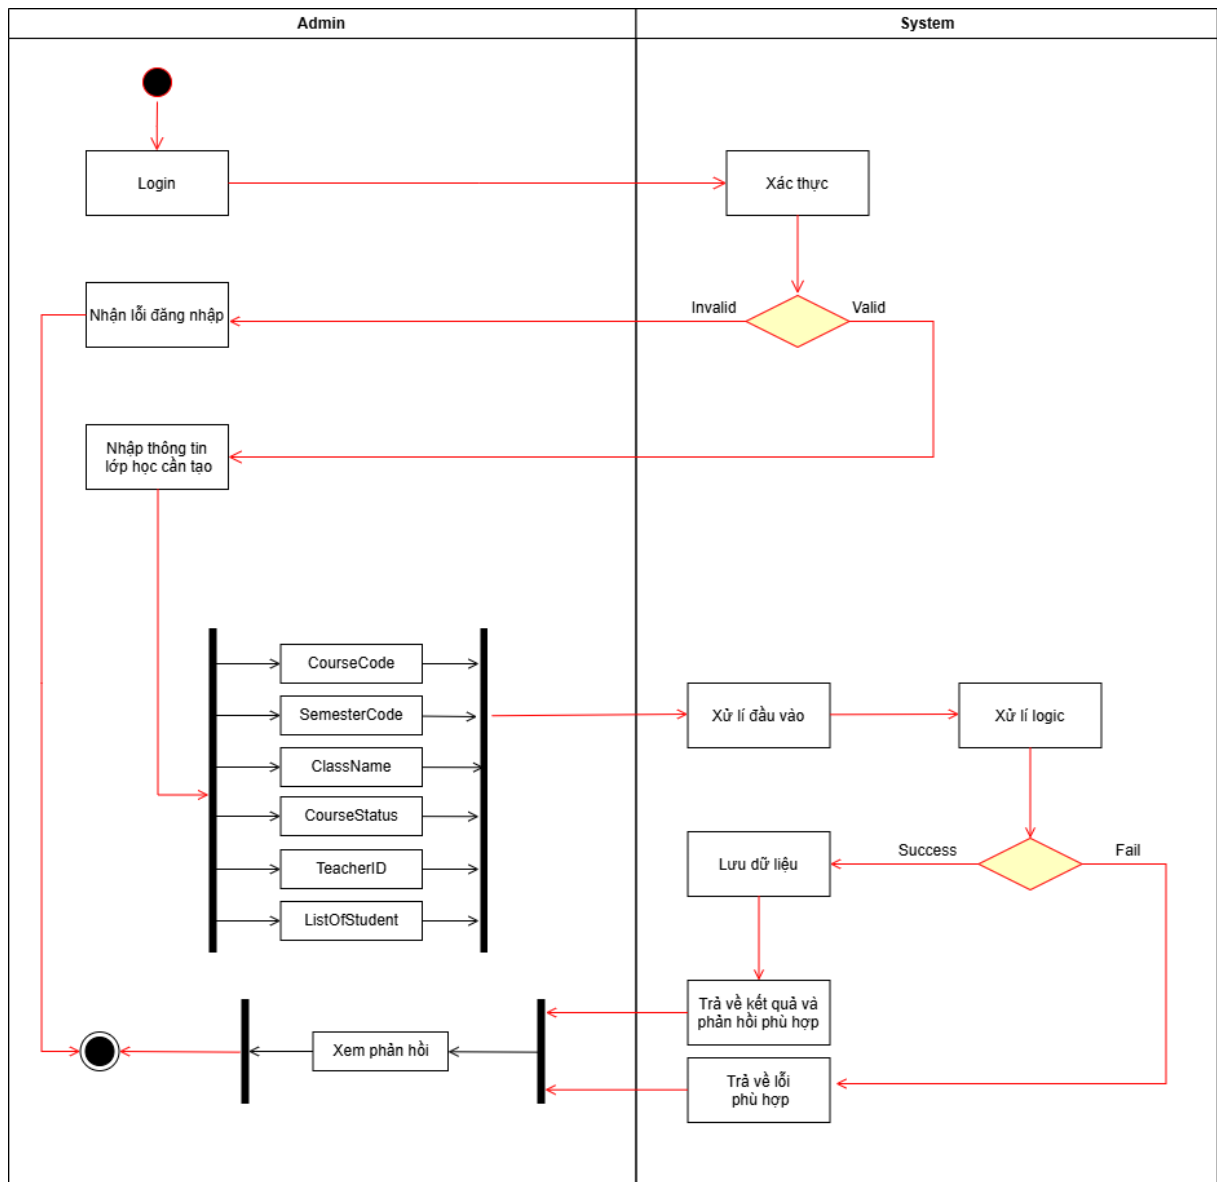 Admin
System
Login
Xác thực
Nhận lỗi đăng nhập
Invalid
Valid
Nhập thông tin
lớp học cần tạo
CourseCode
SemesterCode
ClassName
CourseStatus
TeacherID
ListOfStudent
Xử lí đầu vào
Xử lí logic
Lưu dữ liệu
Success
Fail
Trả về kết quả và
phản hồi phù hợp
Xem phản hồi
Trả về lỗi
phù hợp